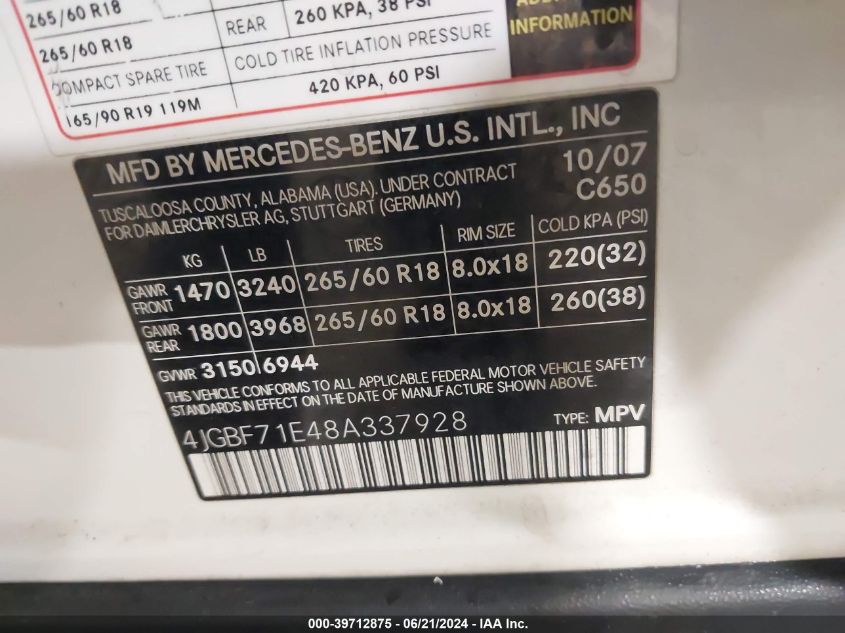 265/60 R18
265/60 R18 REAR 260 KPA, 38 PSI
INFORMATION
COMPACT SPARE TIRE COLD TIRE INFLATION PRESSURE
165/90 R19 119M 420 KPA, 60 PSI
MFD BY MERCEDES-BENZ U.S. INTL., INC
TUSCALOOSA COUNTY, ALABAMA (USA). UNDER CONTRACT 10/07
FOR DAIMLERCHRYSLER AG, STUTTGART (GERMANY) C650
KG LB TIRES RIM SIZE COLD KPA (PSI)
GAWR FRONT 1470 3240 265/60 R18 8.0x18 220(32)
GAWR REAR 1800 3968 265/60 R18 8.0x18 260(38)
GVWR 3150 6944
THIS VEHICLE CONFORMS TO ALL APPLICABLE FEDERAL MOTOR VEHICLE SAFETY
STANDARDS IN EFFECT ON THE DATE OF MANUFACTURE SHOWN ABOVE.
4JGBF71E48A337928 TYPE: MPV
000-39712875 - 06/21/2024 - IAA Inc.